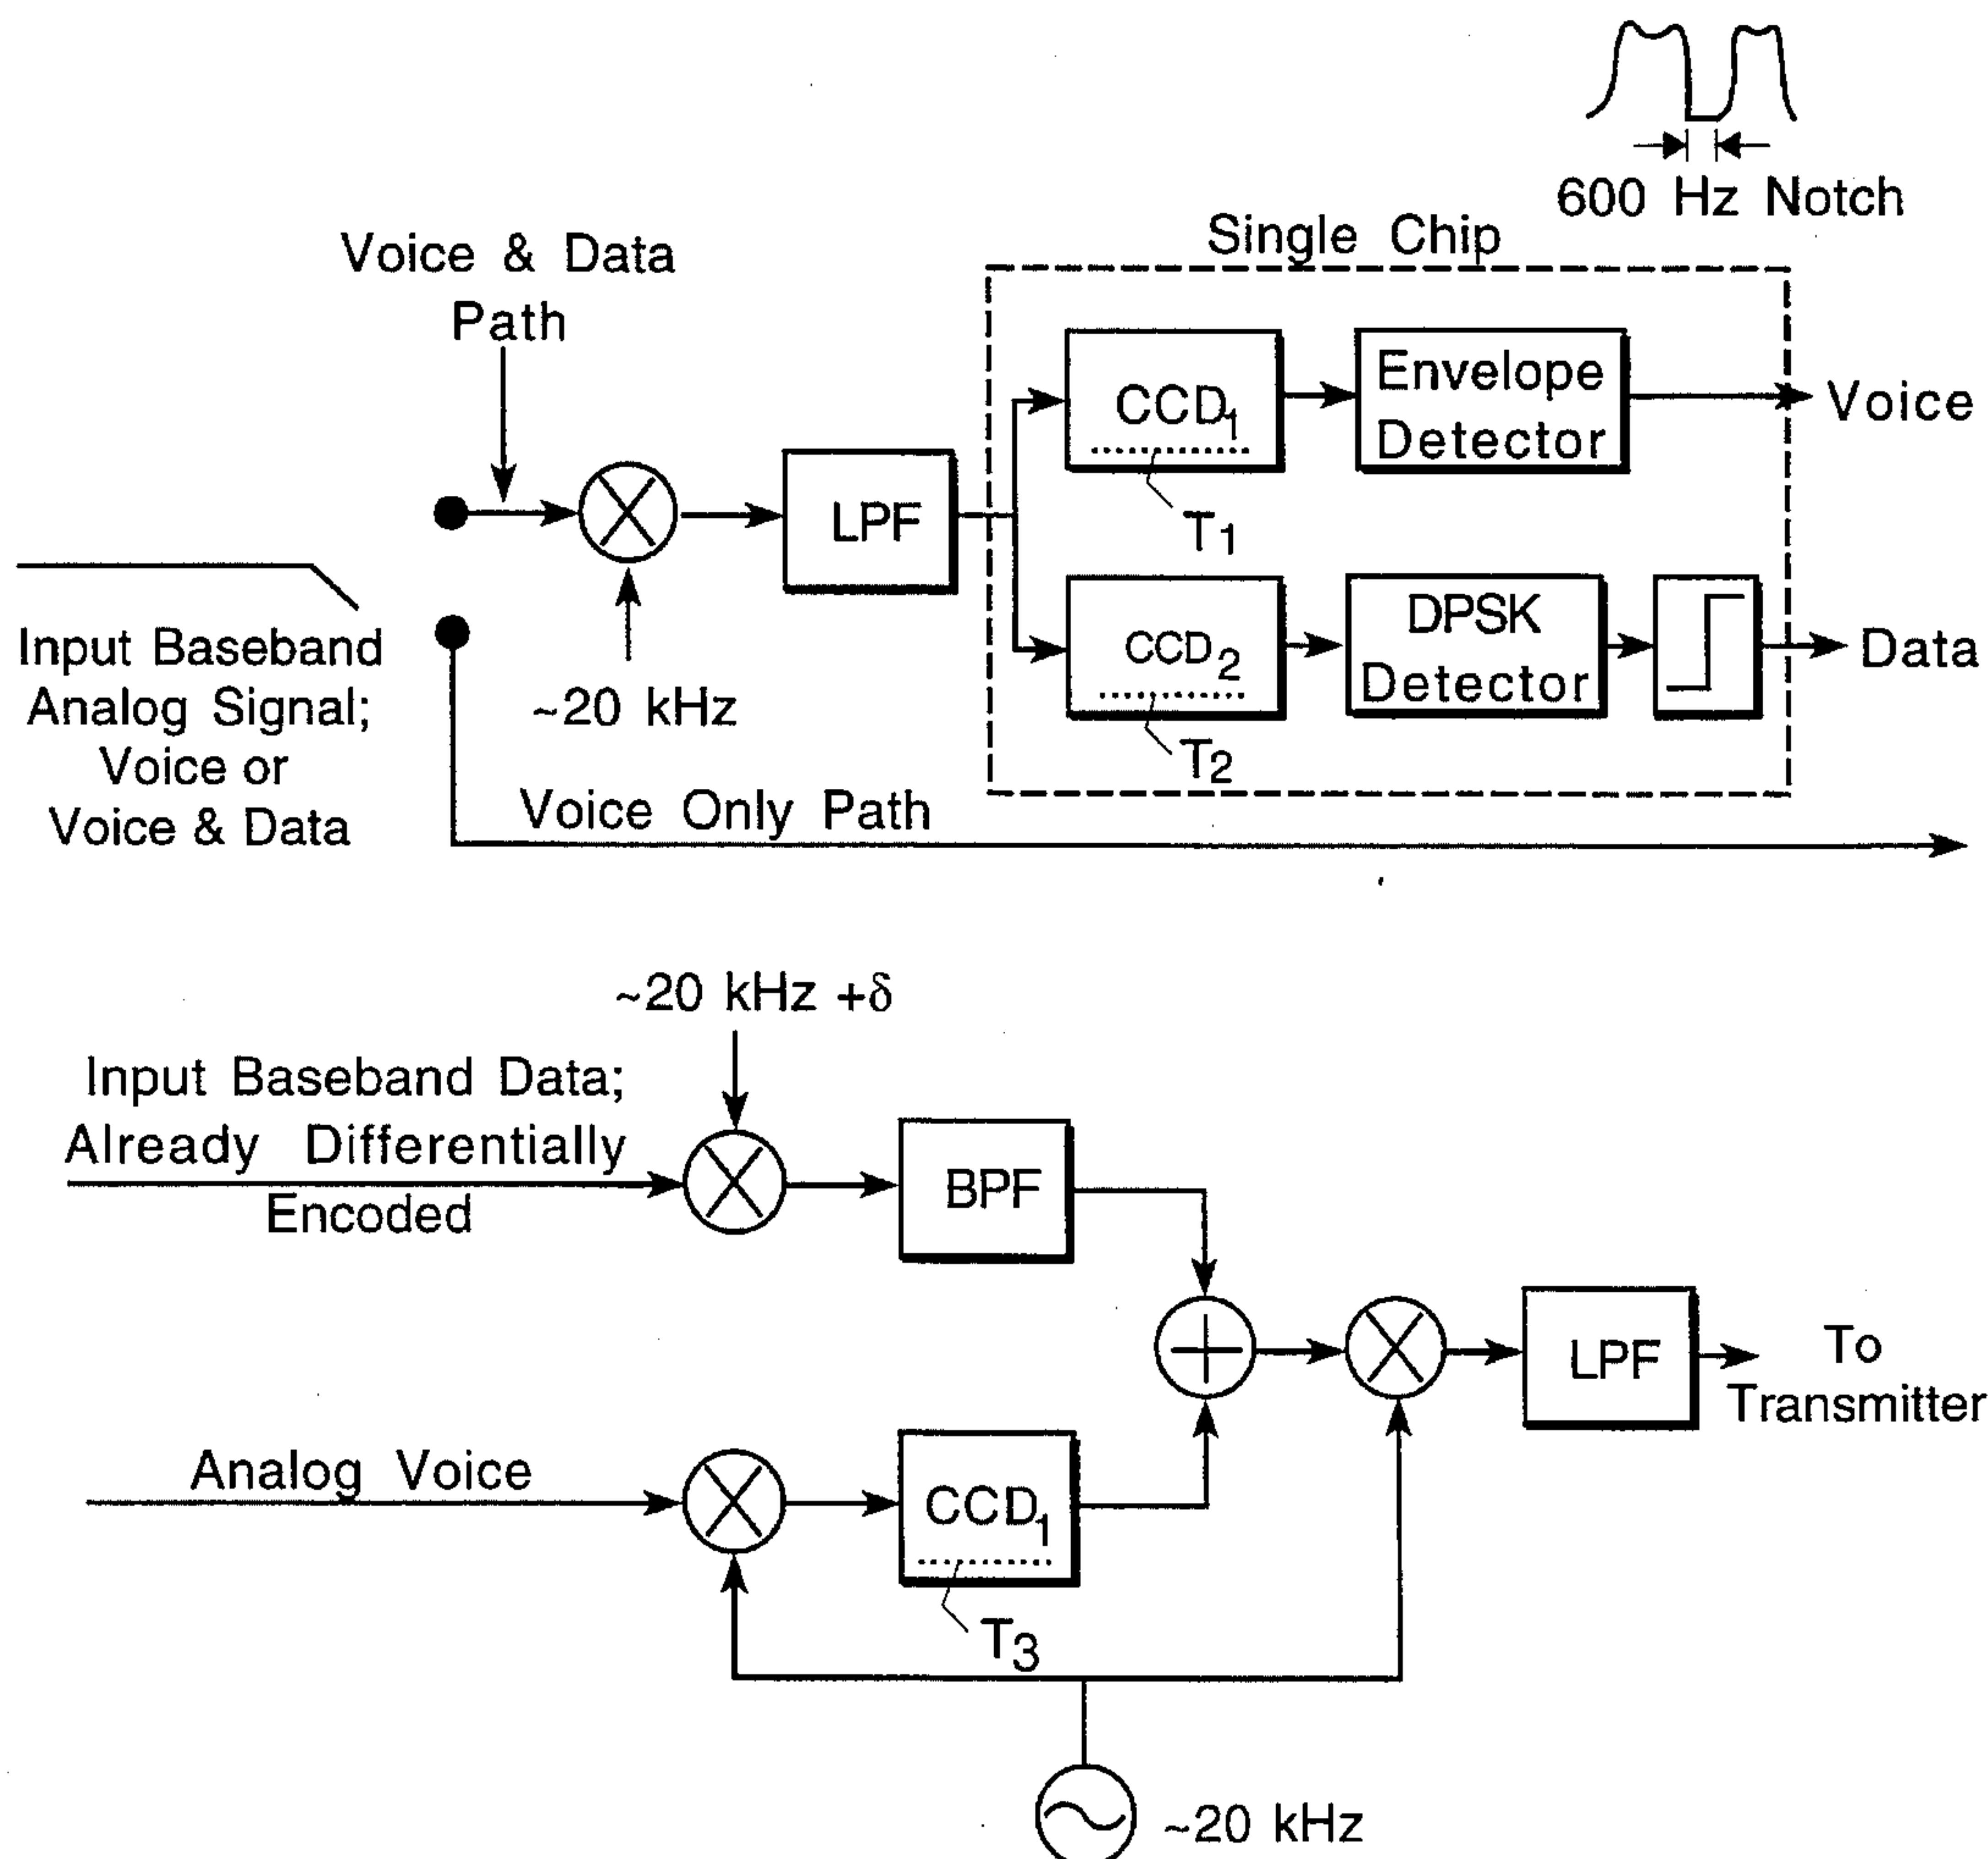 600 Hz Notch
Single Chip
Voice & Data
Path
CCD1
T1
Envelope
Detector
Voice
LPF
~20 kHz
CCD2
T2
DPSK
Detector
Data
Input Baseband
Analog Signal;
Voice or
Voice & Data
Voice Only Path
~20 kHz +δ
Input Baseband Data;
Already Differentially
Encoded
BPF
Analog Voice
CCD1
T3
LPF
To
Transmitter
~20 kHz